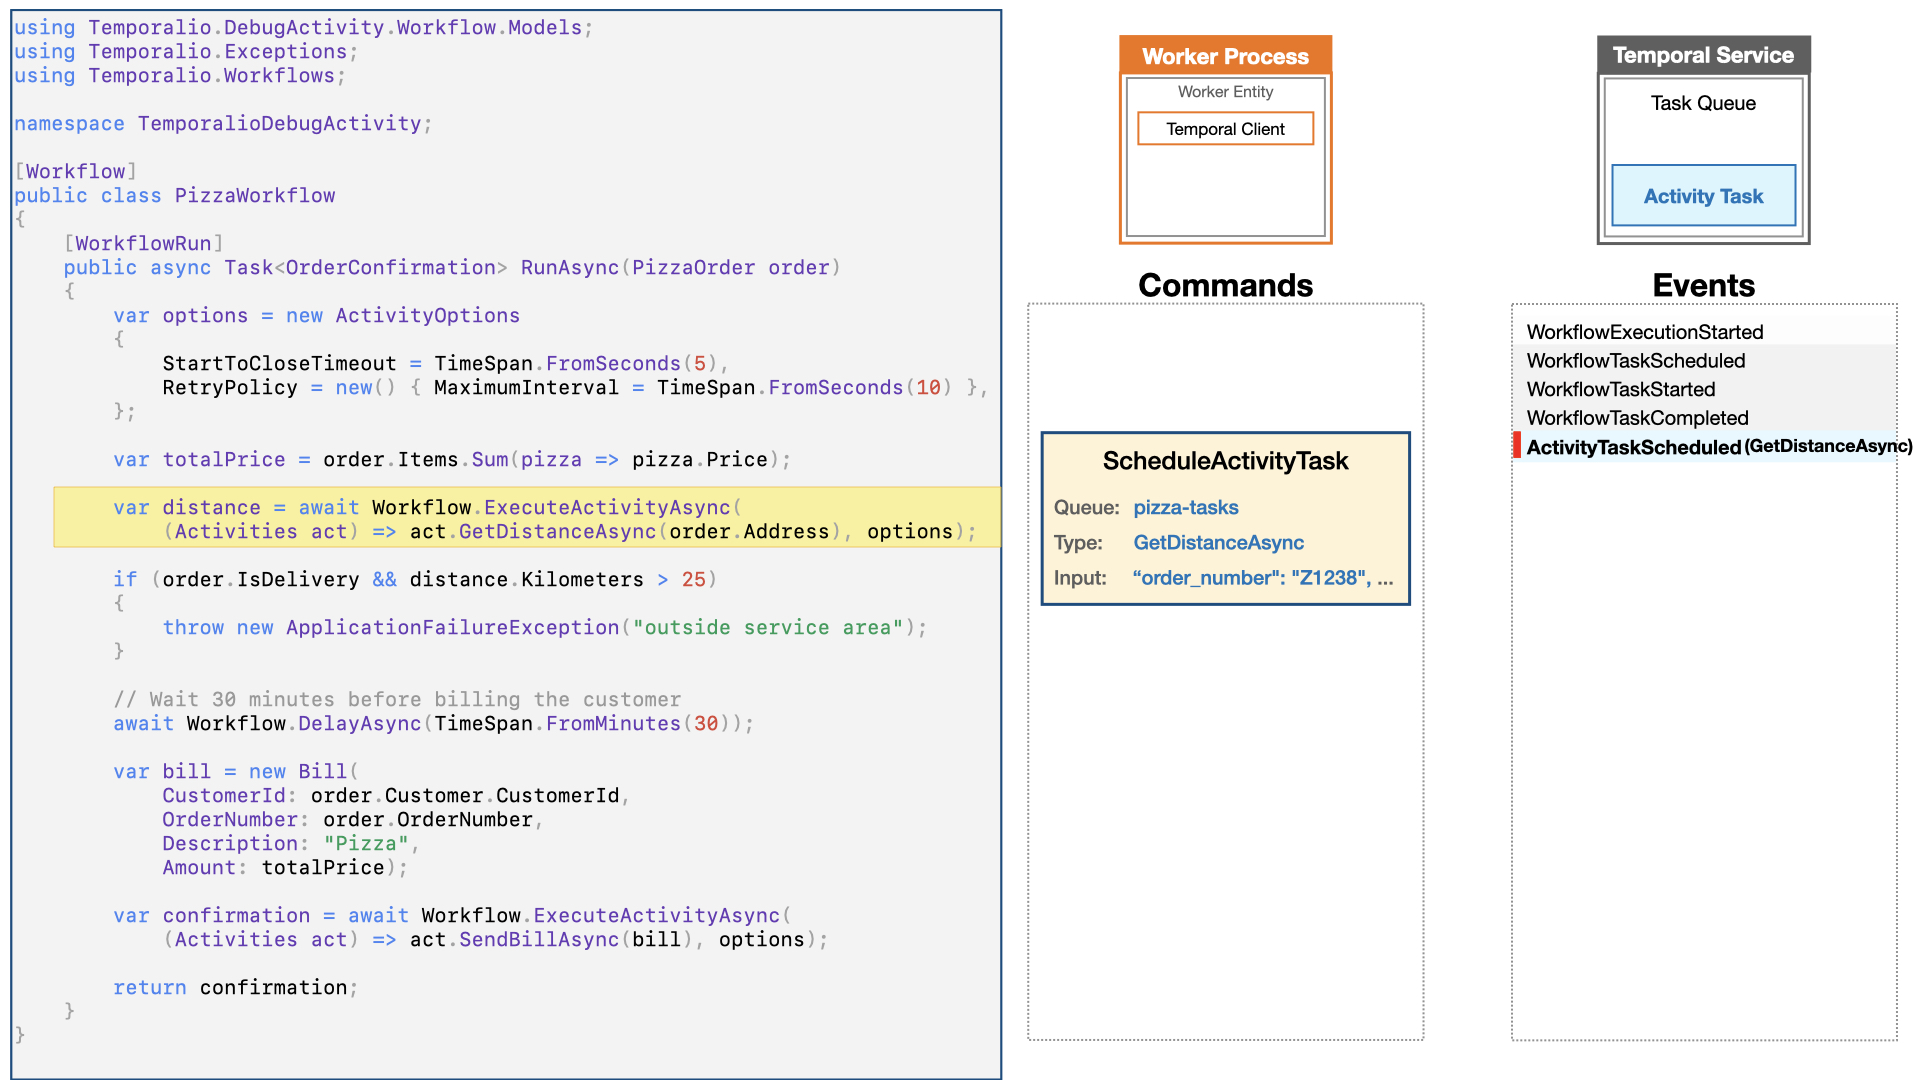 using Temporalio.DebugActivity.Workflow.Models;
using Temporalio.Exceptions;
using Temporalio.Workflows;
namespace TemporalioDebugActivity;
[Workflow]
public class PizzaWorkflow
{
    [WorkflowRun]
    public async Task<OrderConfirmation> RunAsync(PizzaOrder order)
    {
        var options = new ActivityOptions
        {
            StartToCloseTimeout = TimeSpan.FromSeconds(5),
            RetryPolicy = new() { MaximumInterval = TimeSpan.FromSeconds(10) },
        };
        var totalPrice = order.Items.Sum(pizza => pizza.Price);
        var distance = await Workflow.ExecuteActivityAsync(
            (Activities act) => act.GetDistanceAsync(order.Address), options);
        if (order.IsDelivery && distance.Kilometers > 25)
        {
            throw new ApplicationFailureException("outside service area");
        }
        // Wait 30 minutes before billing the customer
        await Workflow.DelayAsync(TimeSpan.FromMinutes(30));
        var bill = new Bill(
            CustomerId: order.Customer.CustomerId,
            OrderNumber: order.OrderNumber,
            Description: "Pizza",
            Amount: totalPrice);
        var confirmation = await Workflow.ExecuteActivityAsync(
            (Activities act) => act.SendBillAsync(bill), options);
        return confirmation;
    }
}
Worker Process
Worker Entity
Temporal Client
Commands
ScheduleActivityTask
Queue: pizza-tasks
Type: GetDistanceAsync
Input: “order_number": "Z1238", ...
Temporal Service
Task Queue
Activity Task
Events
WorkflowExecutionStarted
WorkflowTaskScheduled
WorkflowTaskStarted
WorkflowTaskCompleted
ActivityTaskScheduled (GetDistanceAsync)